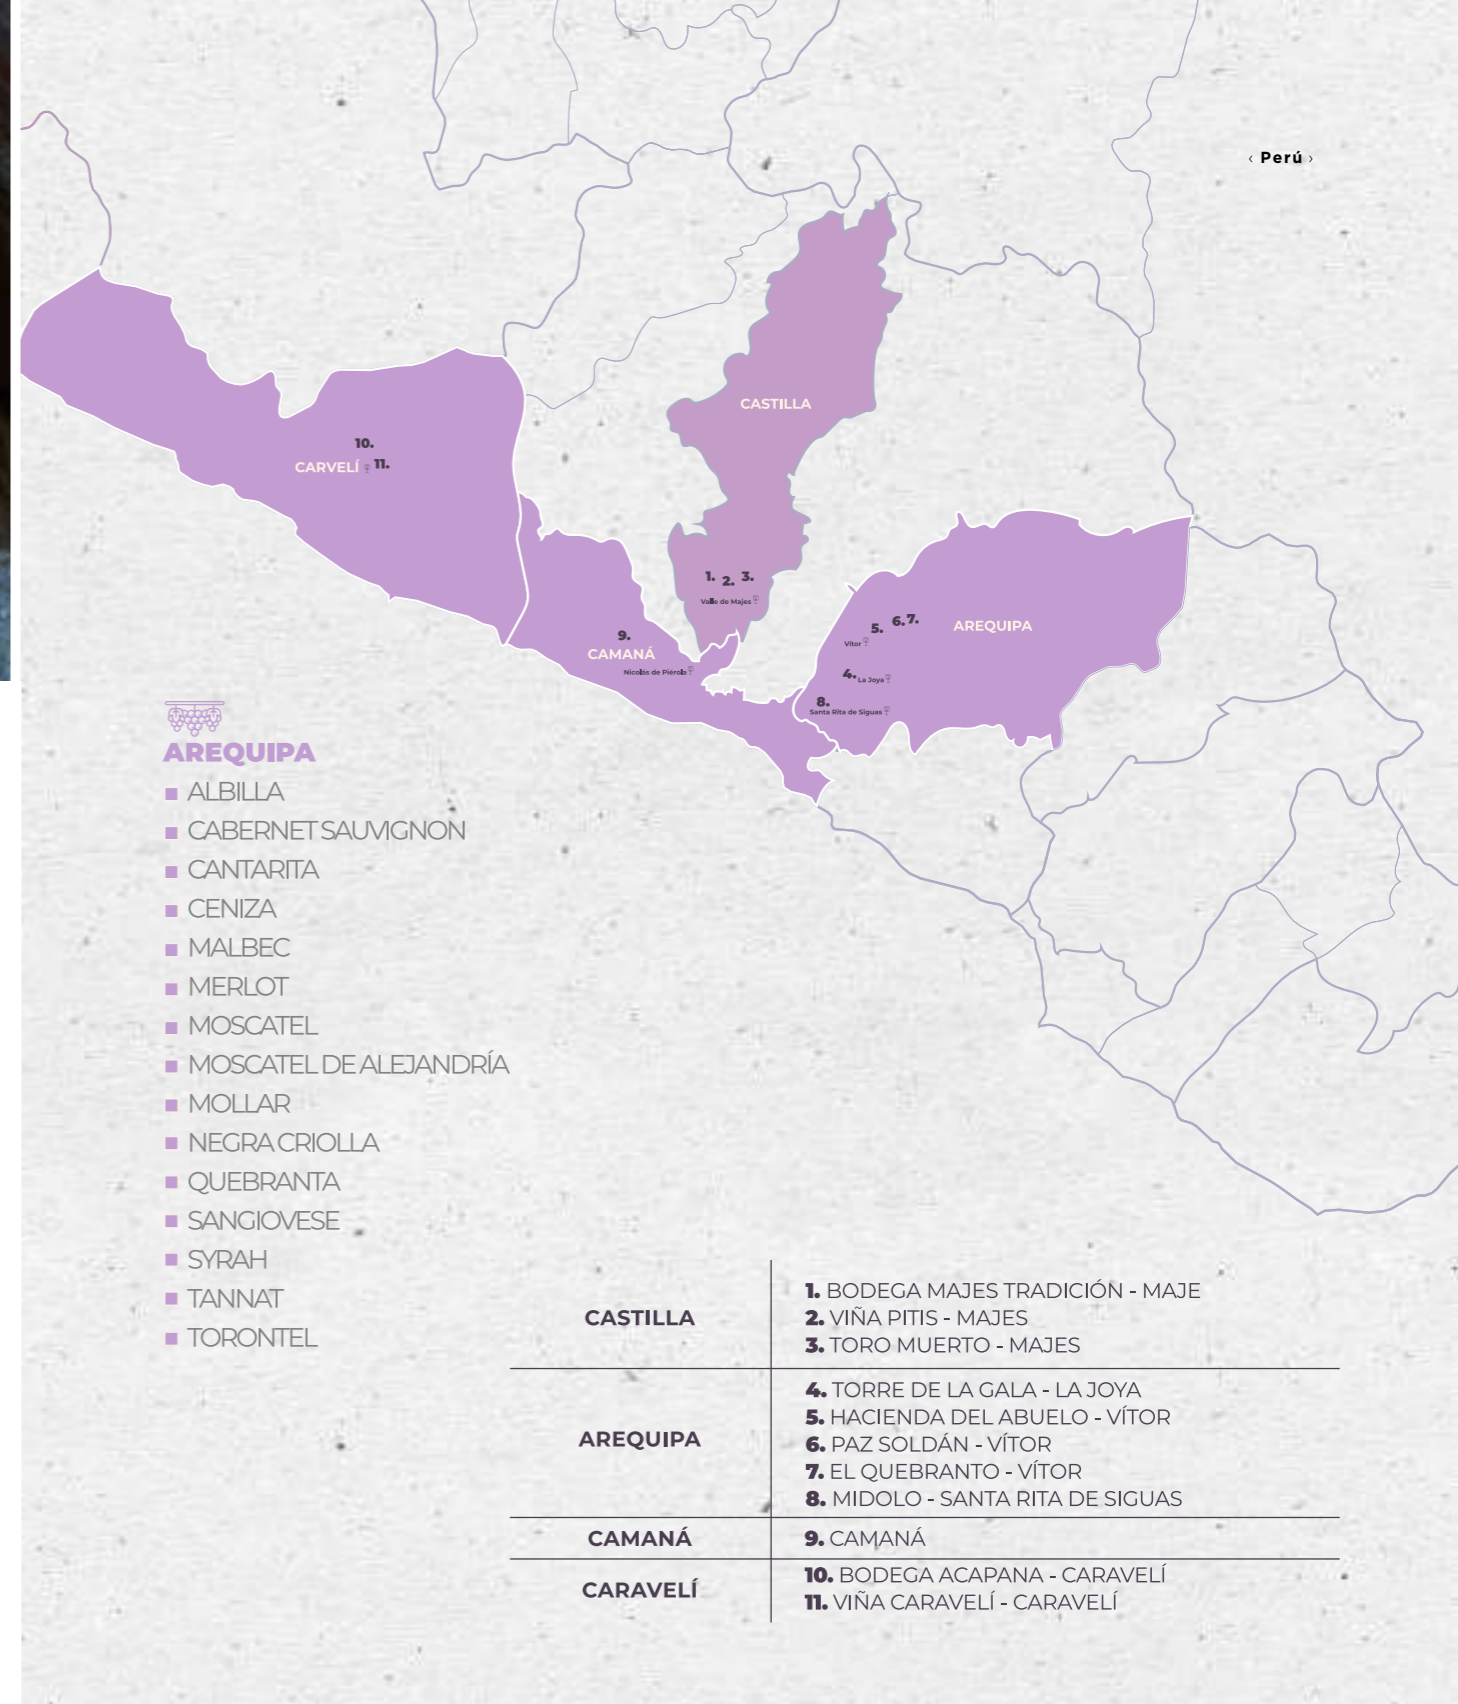 ‹ Perú ›
CASTILLA
10.
CARVELÍ 11.
1. 2. 3.
Valle de Majes
9.
CAMANÁ
Nicolás de Piérola
5. 6. 7.
AREQUIPA
Vítor
4. La Joya
8.
Santa Rita de Siguas
AREQUIPA
ALBILLA
CABERNET SAUVIGNON
CANTARITA
CENIZA
MALBEC
MERLOT
MOSCATEL
MOSCATEL DE ALEJANDRÍA
MOLLAR
NEGRA CRIOLLA
QUEBRANTA
SANGIOVESE
SYRAH
TANNAT
TORONTEL
CASTILLA
1. BODEGA MAJES TRADICIÓN - MAJE
2. VIÑA PITIS - MAJES
3. TORO MUERTO - MAJES
AREQUIPA
4. TORRE DE LA GALA - LA JOYA
5. HACIENDA DEL ABUELO - VÍTOR
6. PAZ SOLDÁN - VÍTOR
7. EL QUEBRANTO - VÍTOR
8. MIDOLO - SANTA RITA DE SIGUAS
CAMANÁ
9. CAMANÁ
CARAVELÍ
10. BODEGA ACAPANA - CARAVELÍ
11. VIÑA CARAVELÍ - CARAVELÍ